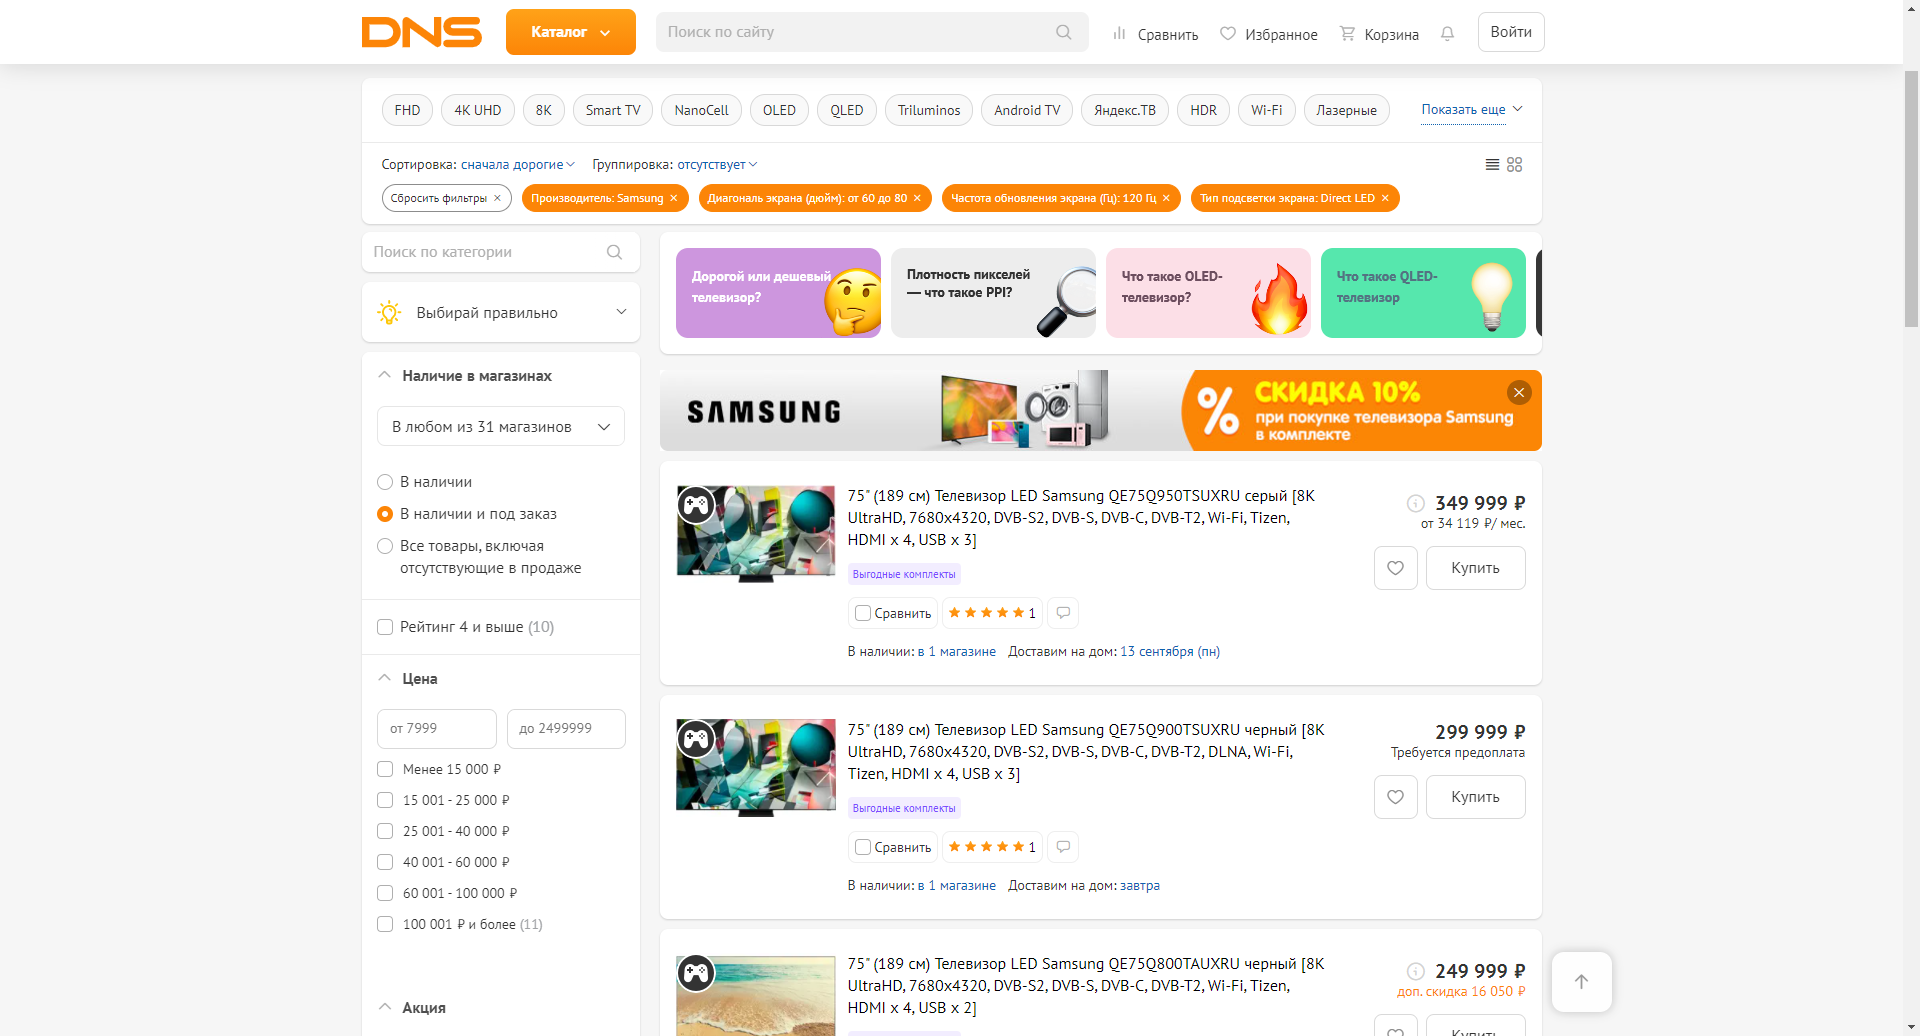 DNS
Каталог
Поиск по сайту
Сравнить
Избранное
Корзина
Войти
FHD
4K UHD
8K
Smart TV
NanoCell
OLED
QLED
Triluminos
Android TV
Яндекс.ТВ
HDR
Wi-Fi
Лазерные
Показать еще
Сортировка: сначала дорогие
Группировка: отсутствует
Сбросить фильтры ×
Производитель: Samsung ×
Диагональ экрана (дюйм): от 60 до 80 ×
Частота обновления экрана (Гц): 120 Гц ×
Тип подсветки экрана: Direct LED ×
Поиск по категории
Выбирай правильно
Наличие в магазинах
В любом из 31 магазинов
В наличии
В наличии и под заказ
Все товары, включая
отсутствующие в продаже
Рейтинг 4 и выше (10)
Цена
от 7999
до 2499999
Менее 15 000 ₽
15 001 - 25 000 ₽
25 001 - 40 000 ₽
40 001 - 60 000 ₽
60 001 - 100 000 ₽
100 001 ₽ и более (11)
Акция
Дорогой или дешевый
телевизор?
Плотность пикселей
— что такое PPI?
Что такое OLED-
телевизор?
Что такое QLED-
телевизор
SAMSUNG
%
СКИДКА 10%
при покупке телевизора Samsung
в комплекте
75" (189 см) Телевизор LED Samsung QE75Q950TSUXRU серый [8K
UltraHD, 7680x4320, DVB-S2, DVB-S, DVB-C, DVB-T2, Wi-Fi, Tizen,
HDMI x 4, USB x 3]
Выгодные комплекты
Сравнить
1
В наличии: в 1 магазине Доставим на дом: 13 сентября (пн)
349 999 ₽
от 34 119 ₽/ мес.
Купить
75" (189 см) Телевизор LED Samsung QE75Q900TSUXRU черный [8K
UltraHD, 7680x4320, DVB-S2, DVB-S, DVB-C, DVB-T2, DLNA, Wi-Fi,
Tizen, HDMI x 4, USB x 3]
Выгодные комплекты
Сравнить
1
В наличии: в 1 магазине Доставим на дом: завтра
299 999 ₽
Требуется предоплата
Купить
75" (189 см) Телевизор LED Samsung QE75Q800TAUXRU черный [8K
UltraHD, 7680x4320, DVB-S2, DVB-S, DVB-C, DVB-T2, Wi-Fi, Tizen,
HDMI x 4, USB x 2]
249 999 ₽
доп. скидка 16 050 ₽
Купить